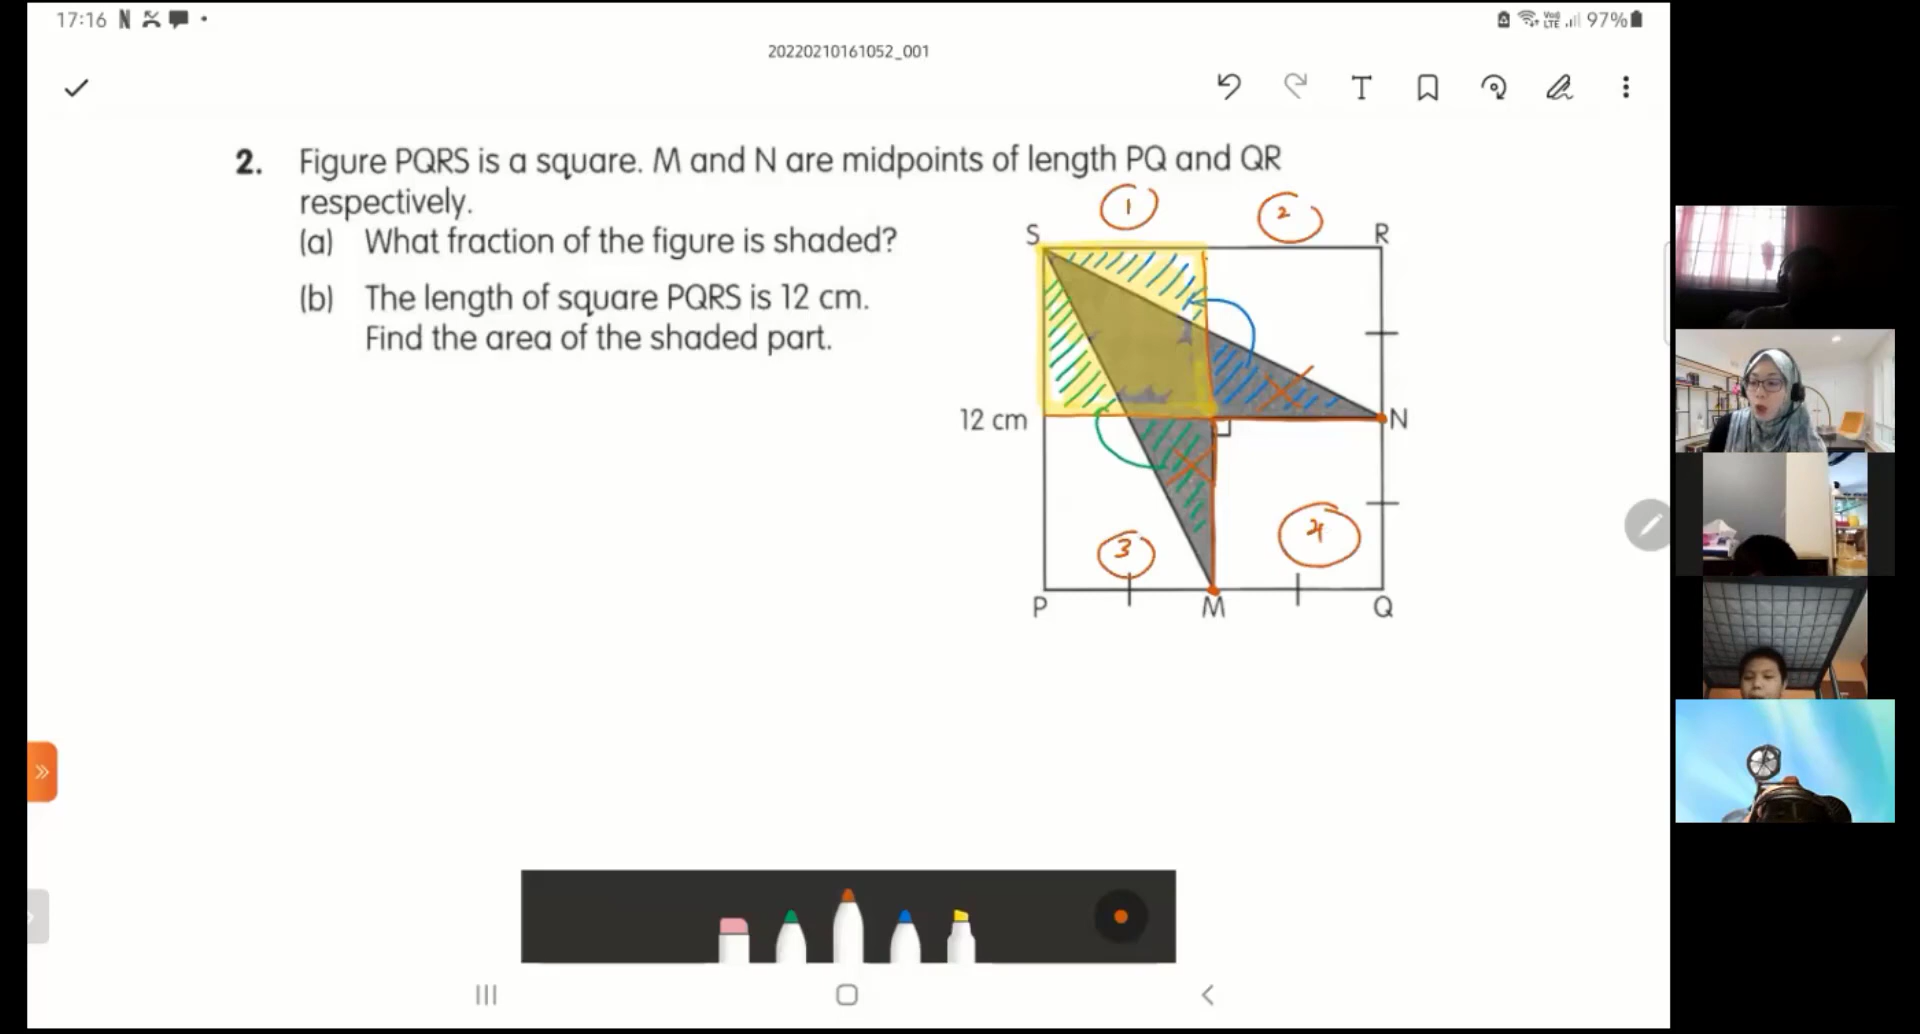 17:16 N
Vo) LTE 97%
20220210161052_001
T
2. Figure PQRS is a square. M and N are midpoints of length PQ and QR
respectively.
(a) What fraction of the figure is shaded?
(b) The length of square PQRS is 12 cm.
Find the area of the shaded part.
1 2
S R
12 cm N
3 4
P M Q